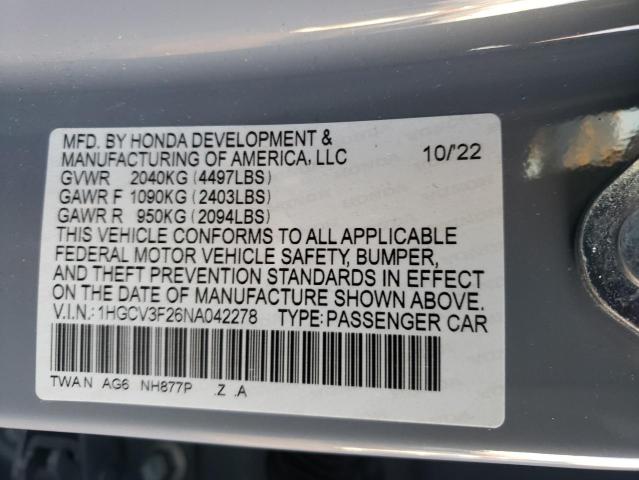 MFD. BY HONDA DEVELOPMENT &
MANUFACTURING OF AMERICA, LLC 10/'22
GVWR 2040KG (4497LBS)
GAWR F 1090KG (2403LBS)
GAWR R 950KG (2094LBS)
THIS VEHICLE CONFORMS TO ALL APPLICABLE
FEDERAL MOTOR VEHICLE SAFETY, BUMPER,
AND THEFT PREVENTION STANDARDS IN EFFECT
ON THE DATE OF MANUFACTURE SHOWN ABOVE.
V.I.N.:1HGCV3F26NA042278 TYPE:PASSENGER CAR
TWA N AG6 NH877P .Z .A